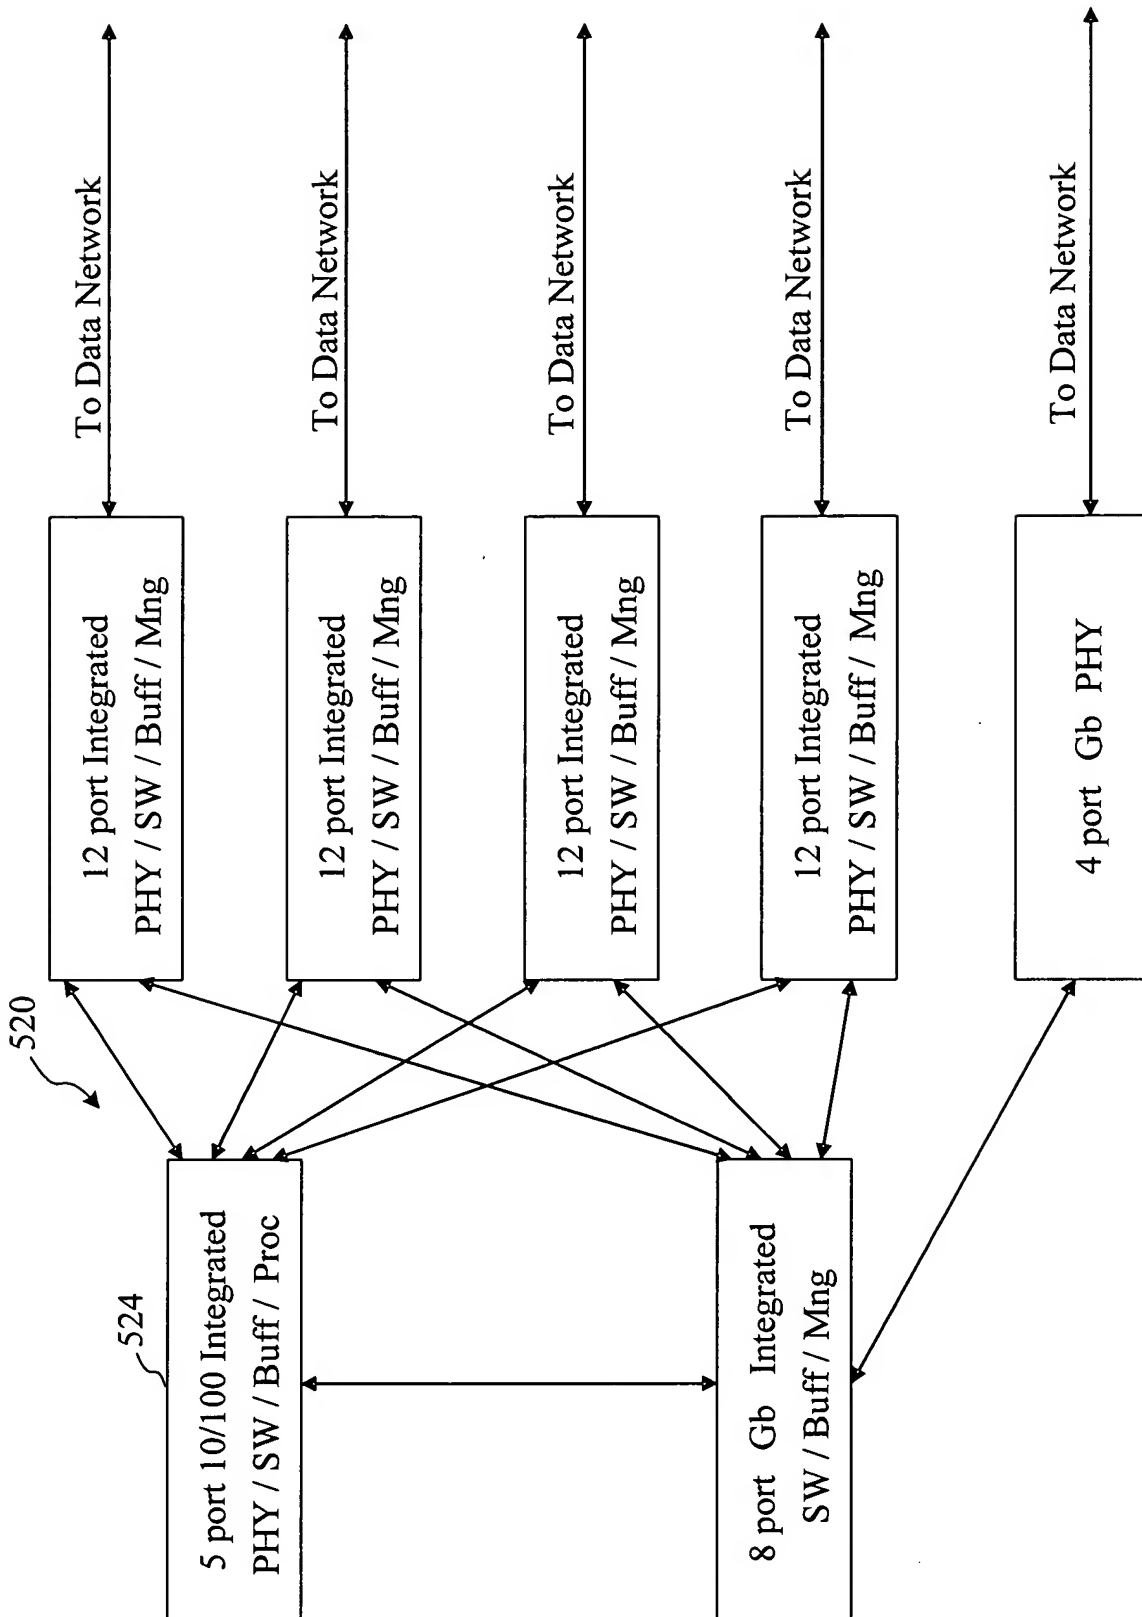 520
524
5 port 10/100 Integrated
PHY / SW / Buff / Proc
8 port Gb Integrated
SW / Buff / Mng
12 port Integrated
PHY / SW / Buff / Mng
To Data Network
12 port Integrated
PHY / SW / Buff / Mng
To Data Network
12 port Integrated
PHY / SW / Buff / Mng
To Data Network
12 port Integrated
PHY / SW / Buff / Mng
To Data Network
4 port Gb PHY
To Data Network